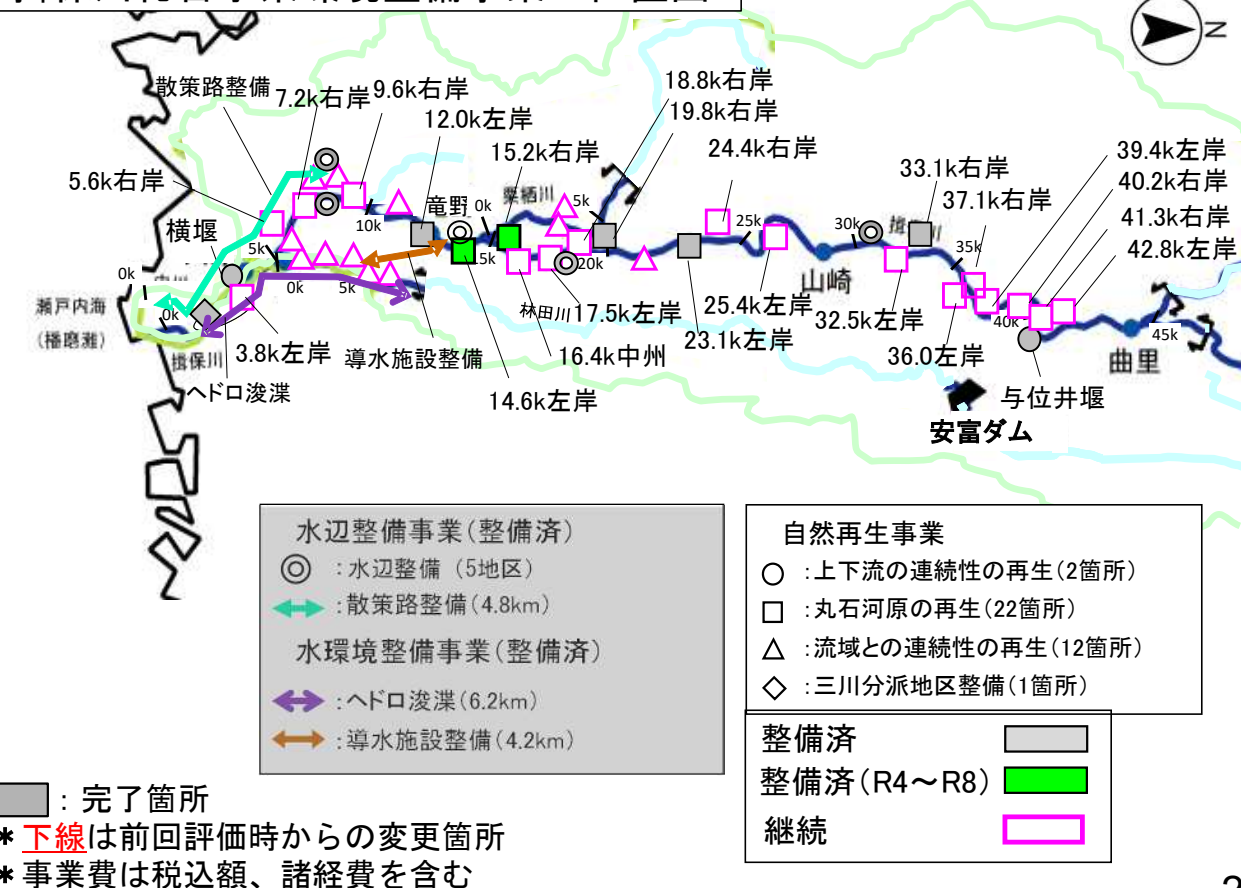 N
散策路整備
7.2k右岸
9.6k右岸
12.0k左岸
18.8k右岸
19.8k右岸
24.4k右岸
15.2k右岸
5.6k右岸
横堰
竜野
0k
栗栖川
5k
33.1k右岸
37.1k右岸
39.4k左岸
40.2k右岸
41.3k右岸
42.8k左岸
10k
5k
0k
瀬戸内海
(播磨灘)
0k
揖保川
0k
5k
15k
20k
25k
30k
35k
40k
45k
山崎
曲里
林田川
17.5k左岸
25.4k左岸
32.5k左岸
3.8k左岸
導水施設整備
16.4k中州
23.1k左岸
36.0左岸
ヘドロ浚渫
14.6k左岸
与位井堰
安富ダム
水辺整備事業(整備済)
:水辺整備 (5地区)
:散策路整備(4.8km)
水環境整備事業(整備済)
:ヘドロ浚渫(6.2km)
:導水施設整備(4.2km)
自然再生事業
:上下流の連続性の再生(2箇所)
:丸石河原の再生(22箇所)
:流域との連続性の再生(12箇所)
:三川分派地区整備(1箇所)
整備済
整備済(R4～R8)
継続
:完了箇所
*下線は前回評価時からの変更箇所
*事業費は税込額、諸経費を含む